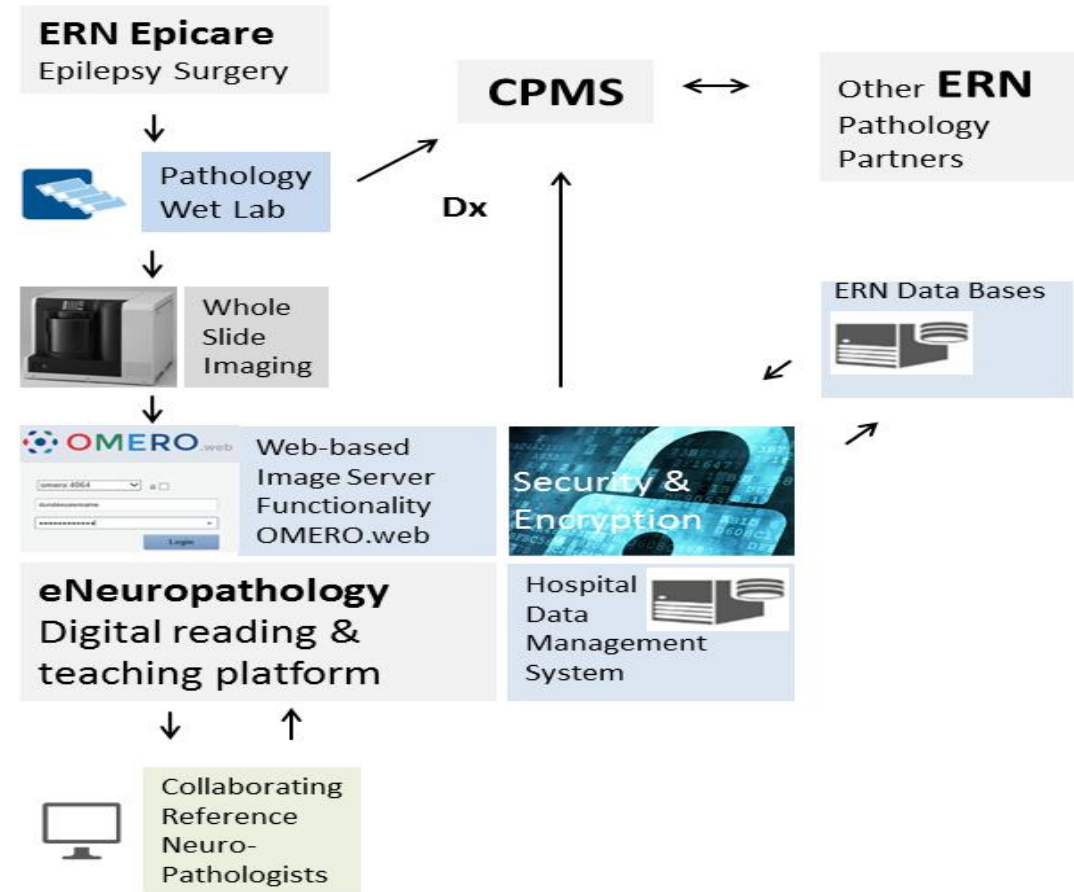 ERN Epicare
Epilepsy Surgery
CPMS
Other ERN
Pathology
Partners
Pathology
Wet Lab
Dx
Whole
Slide
Imaging
ERN Data Bases
OMERO.web
omero 4064
Login
Web-based
Image Server
Functionality
OMERO.web
Security &
Encryption
eNeuropathology
Digital reading &
teaching platform
Hospital
Data
Management
System
Collaborating
Reference
Neuro-
Pathologists